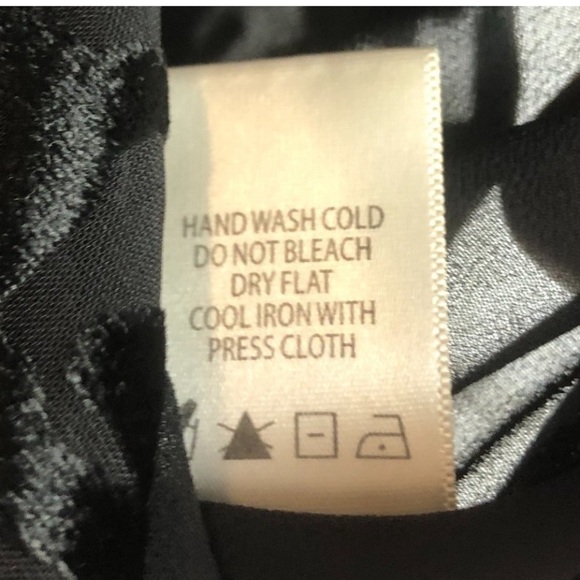 HAND WASH COLD
DO NOT BLEACH
DRY FLAT
COOL IRON WITH
PRESS CLOTH